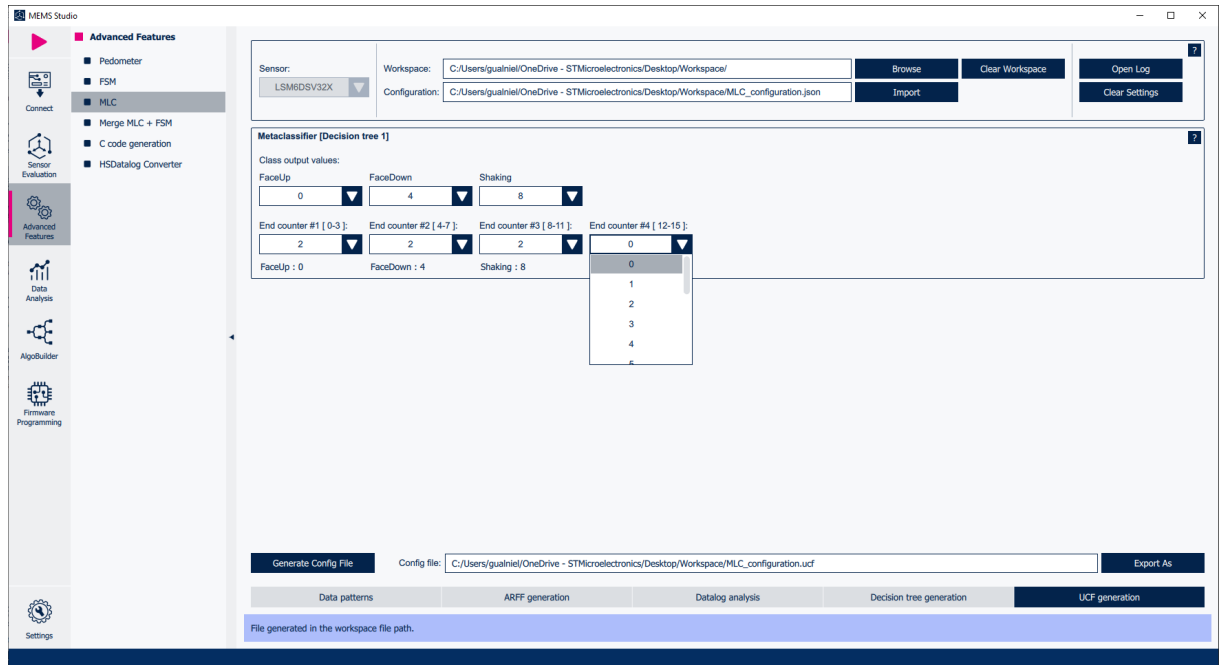 MEMS Studio
Connect
Sensor
Evaluation
Advanced
Features
Data
Analysis
AlgoBuilder
Firmware
Programming
Settings
Advanced Features
Pedometer
FSM
MLC
Merge MLC + FSM
C code generation
HSDatalog Converter
?
Sensor:
LSM6DSV32X
Workspace: C:/Users/gualniel/OneDrive - STMicroelectronics/Desktop/Workspace/ Browse Clear Workspace Open Log
Configuration: C:/Users/gualniel/OneDrive - STMicroelectronics/Desktop/Workspace/MLC_configuration.json Import Clear Settings
Metaclassifier [Decision tree 1] ?
Class output values:
FaceUp FaceDown Shaking
0 4 8
End counter #1 [ 0-3 ]: End counter #2 [ 4-7 ]: End counter #3 [ 8-11 ]: End counter #4 [ 12-15 ]:
2 2 2 0
FaceUp : 0 FaceDown : 4 Shaking : 8
0
1
2
3
4
5
Generate Config File Config file: C:/Users/gualniel/OneDrive - STMicroelectronics/Desktop/Workspace/MLC_configuration.ucf Export As
Data patterns ARFF generation Datalog analysis Decision tree generation UCF generation
File generated in the workspace file path.